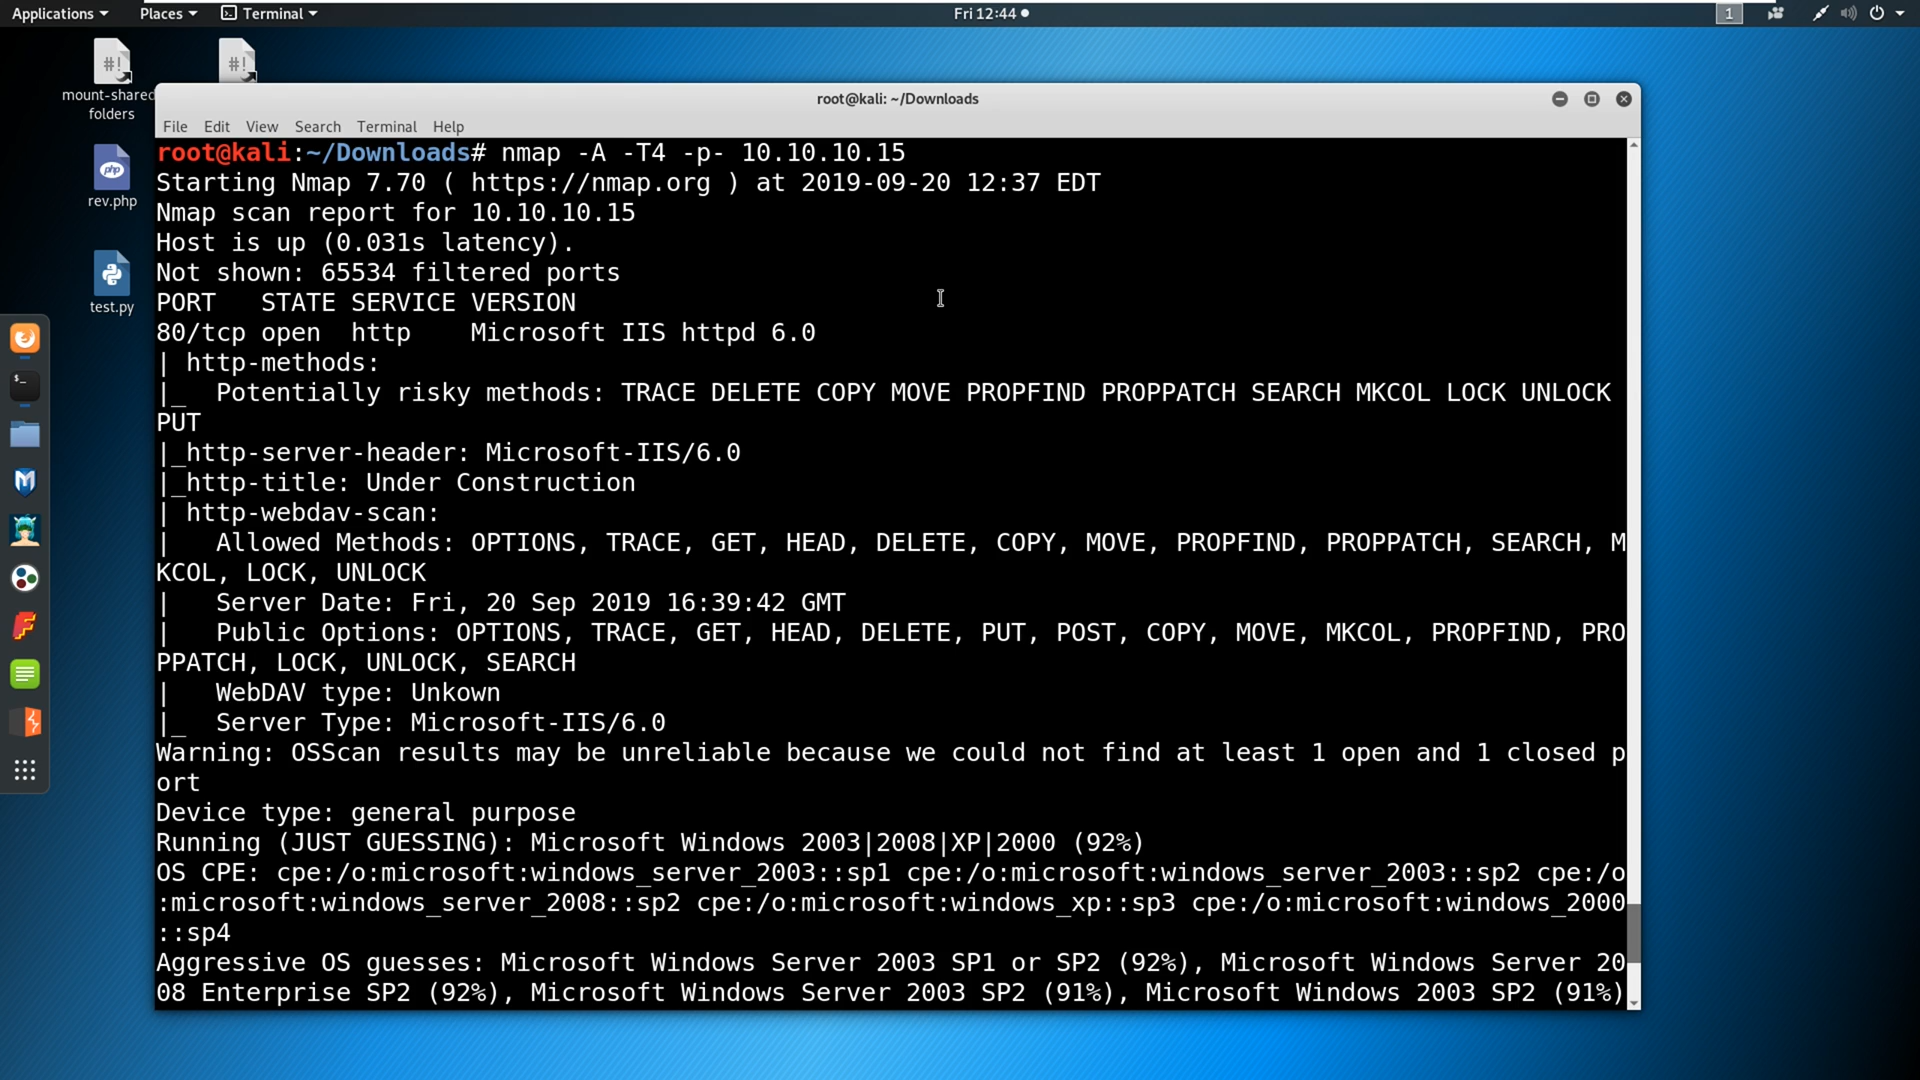 Applications Places Terminal Fri 12:44 1
#! #!
mount-shared
folders
php
rev.php
test.py
root@kali: ~/Downloads
File Edit View Search Terminal Help
root@kali:~/Downloads# nmap -A -T4 -p- 10.10.10.15
Starting Nmap 7.70 ( https://nmap.org ) at 2019-09-20 12:37 EDT
Nmap scan report for 10.10.10.15
Host is up (0.031s latency).
Not shown: 65534 filtered ports
PORT   STATE SERVICE VERSION
80/tcp open  http    Microsoft IIS httpd 6.0
| http-methods:
|_  Potentially risky methods: TRACE DELETE COPY MOVE PROPFIND PROPPATCH SEARCH MKCOL LOCK UNLOCK
PUT
|_http-server-header: Microsoft-IIS/6.0
|_http-title: Under Construction
| http-webdav-scan:
|   Allowed Methods: OPTIONS, TRACE, GET, HEAD, DELETE, COPY, MOVE, PROPFIND, PROPPATCH, SEARCH, M
KCOL, LOCK, UNLOCK
|   Server Date: Fri, 20 Sep 2019 16:39:42 GMT
|   Public Options: OPTIONS, TRACE, GET, HEAD, DELETE, PUT, POST, COPY, MOVE, MKCOL, PROPFIND, PRO
PPATCH, LOCK, UNLOCK, SEARCH
|   WebDAV type: Unkown
|_  Server Type: Microsoft-IIS/6.0
Warning: OSScan results may be unreliable because we could not find at least 1 open and 1 closed p
ort
Device type: general purpose
Running (JUST GUESSING): Microsoft Windows 2003|2008|XP|2000 (92%)
OS CPE: cpe:/o:microsoft:windows_server_2003::sp1 cpe:/o:microsoft:windows_server_2003::sp2 cpe:/o
:microsoft:windows_server_2008::sp2 cpe:/o:microsoft:windows_xp::sp3 cpe:/o:microsoft:windows_2000
::sp4
Aggressive OS guesses: Microsoft Windows Server 2003 SP1 or SP2 (92%), Microsoft Windows Server 20
08 Enterprise SP2 (92%), Microsoft Windows Server 2003 SP2 (91%), Microsoft Windows 2003 SP2 (91%)